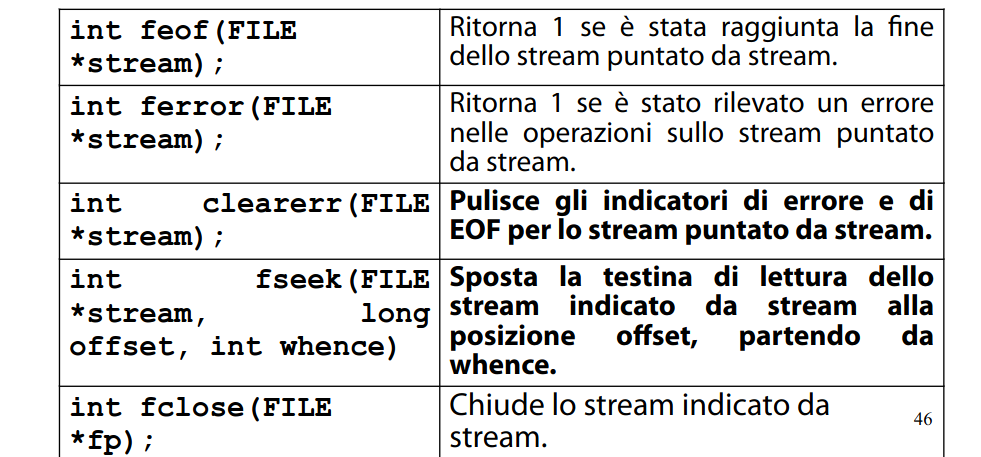 int feof(FILE
*stream);
Ritorna 1 se è stata raggiunta la fine
dello stream puntato da stream.
int ferror(FILE
*stream);
Ritorna 1 se è stato rilevato un errore
nelle operazioni sullo stream puntato
da stream.
int clearerr(FILE
*stream);
Pulisce gli indicatori di errore e di
EOF per lo stream puntato da stream.
int fseek(FILE
*stream, long
offset, int whence)
Sposta la testina di lettura dello
stream indicato da stream alla
posizione offset, partendo da
whence.
int fclose(FILE
*fp);
Chiude lo stream indicato da
stream.
46